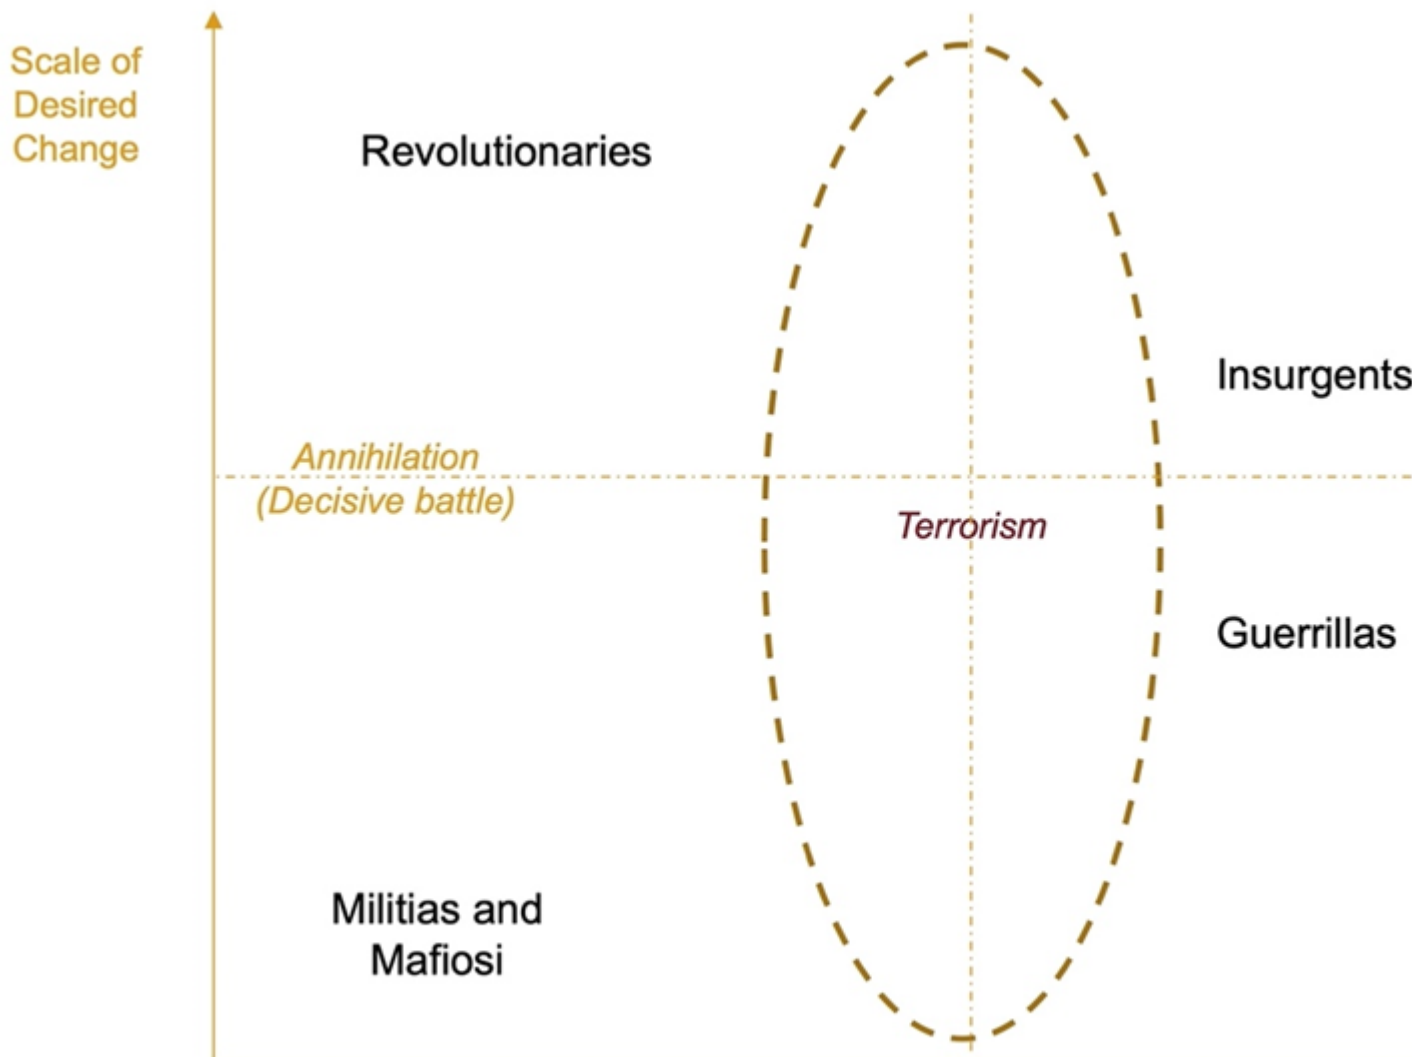 Scale of
Desired
Change
Revolutionaries
Insurgents
Annihilation
(Decisive battle)
Terrorism
Guerrillas
Militias and
Mafiosi